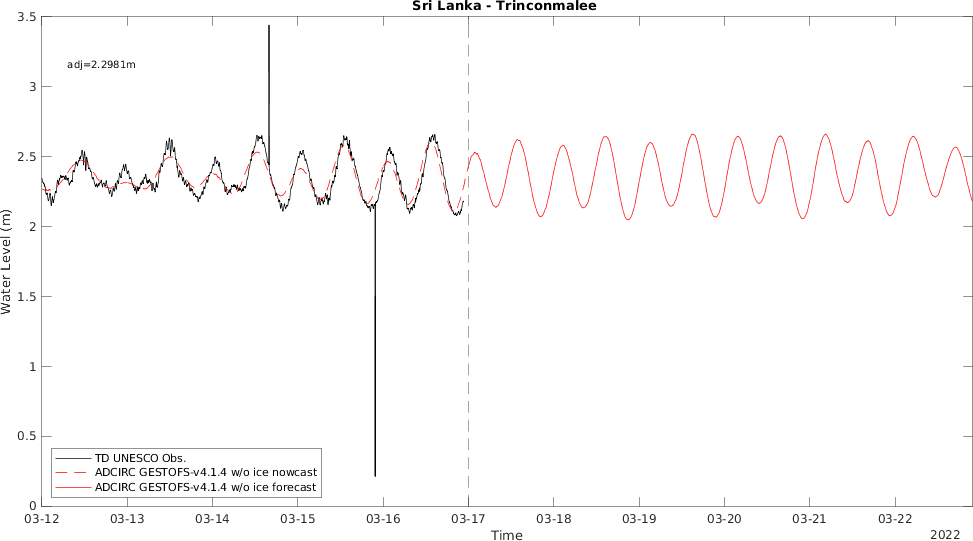 Sri Lanka - Trinconmalee
3.5
3
2.5
2
1.5
1
0.5
0
Water Level (m)
adj=2.2981m
TD UNESCO Obs.
ADCIRC GESTOFS-v4.1.4 w/o ice nowcast
ADCIRC GESTOFS-v4.1.4 w/o ice forecast
03-12 03-13 03-14 03-15 03-16 03-17 03-18 03-19 03-20 03-21 03-22
Time
2022